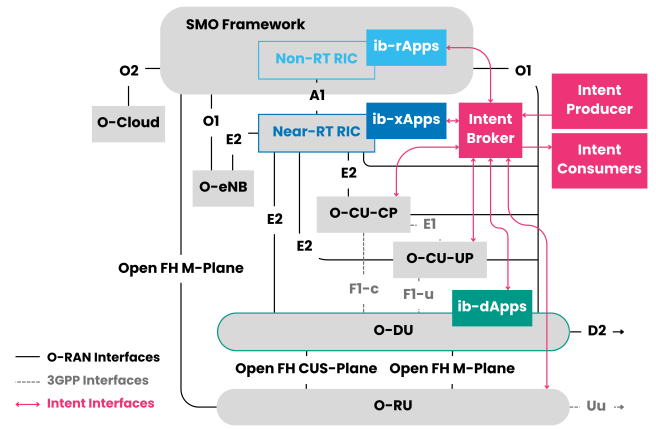 SMO Framework
ib-rApps
Non-RT RIC
O2
O1
A1
Intent
Producer
O-Cloud
O1
ib-xApps
Intent
Broker
Near-RT RIC
E2
Intent
Consumers
E2
O-eNB
O-CU-CP
E2
E1
E2
O-CU-UP
Open FH M-Plane
F1-c
F1-u
ib-dApps
O-DU
D2
O-RAN Interfaces
Open FH CUS-Plane
Open FH M-Plane
3GPP Interfaces
Intent Interfaces
O-RU
Uu